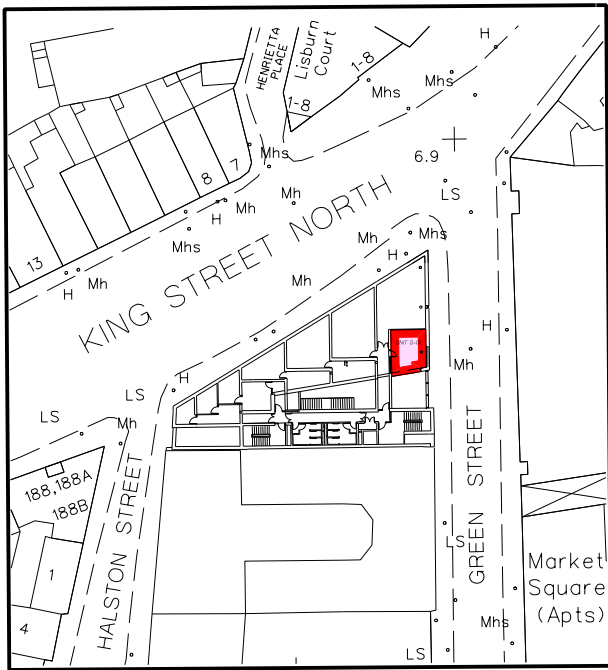 H
HENRIETTA
PLACE
Lisburn
Court
1-8
1-8
Mhs
Mhs
6.9
Mhs
8
7
LS
Mh
Mh
H
Mhs
Mh
Mhs
H
13
H
Mh
Mh
KING STREET NORTH
H
Mh
H
LS
LS
Mh
188,188A
188B
1
4
HALSTON STREET
GREEN STREET
LS
Market
Square
(Apts)
Mhs
LS